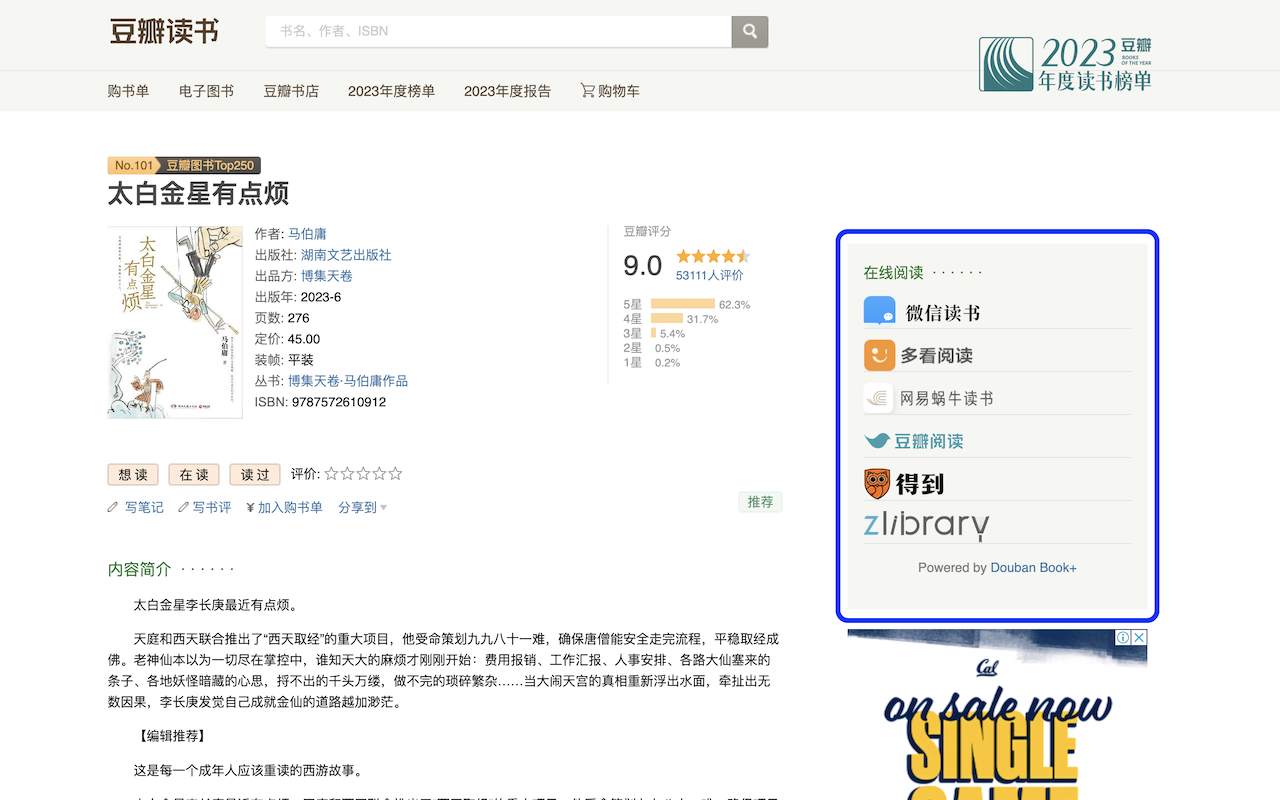 豆瓣读书
书名、作者、ISBN
2023 豆瓣
BOOKS
OF THE YEAR
年度读书榜单
购书单 电子图书 豆瓣书店 2023年度榜单 2023年度报告 购物车
No.101 豆瓣图书Top250
太白金星有点烦
太白金星
有点烦
马伯庸
作者: 马伯庸
出版社: 湖南文艺出版社
出品方: 博集天卷
出版年: 2023-6
页数: 276
定价: 45.00
装帧: 平装
丛书: 博集天卷·马伯庸作品
ISBN: 9787572610912
豆瓣评分
9.0
53111人评价
5星 62.3%
4星 31.7%
3星 5.4%
2星 0.5%
1星 0.2%
想读 在读 读过 评价:
写笔记 写书评 ¥加入购书单 分享到
推荐
内容简介 · · · · · ·
太白金星李长庚最近有点烦。
天庭和西天联合推出了“西天取经”的重大项目，他受命策划九九八十一难，确保唐僧能安全走完流程，平稳取经成
佛。老神仙本以为一切尽在掌控中，谁知天大的麻烦才刚刚开始：费用报销、工作汇报、人事安排、各路大仙塞来的
条子、各地妖怪暗藏的心思，捋不出的千头万缕，做不完的琐碎繁杂……当大闹天宫的真相重新浮出水面，牵扯出无
数因果，李长庚发觉自己成就金仙的道路越加渺茫。
【编辑推荐】
这是每一个成年人应该重读的西游故事。
在线阅读 · · · · · ·
微信读书
多看阅读
网易蜗牛读书
豆瓣阅读
得到
zlibrary
Powered by Douban Book+
Cal
on sale now
SINGLE
GAME